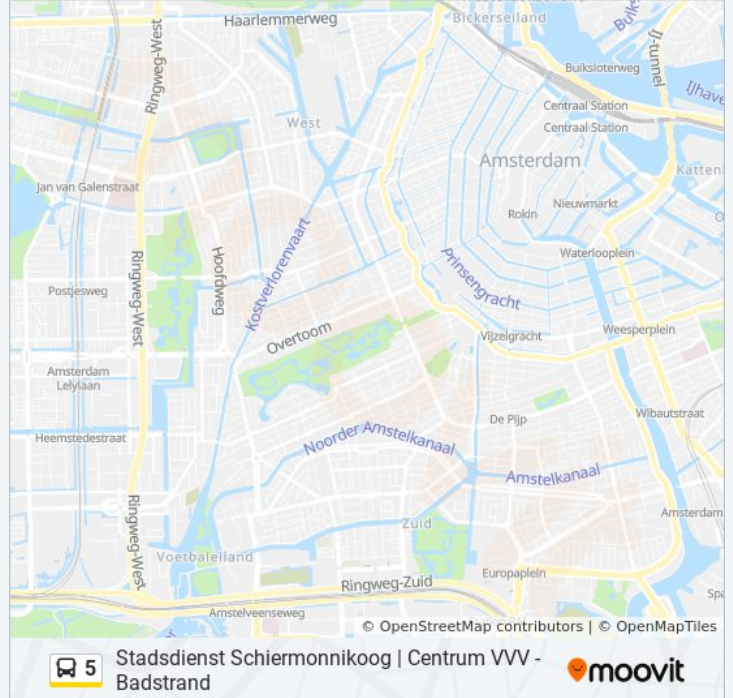 Haarlemmerweg
Bickerseiland
Ringweg-West
IJ-tunnel
Buiksloterweg
Centraal Station
Centraal Station
West
Amsterdam
Jan van Galenstraat
Rokin
Nieuwmarkt
Waterlooplein
Kostverlorenvaart
Hoofdweg
Ringweg-West
Prinsengracht
Postjesweg
Overtoom
Vijzelgracht
Weesperplein
Amsterdam
Lelylaan
De Pijp
Wibautstraat
Heemstedestraat
Noorder Amstelkanaal
Amstelkanaal
Ringweg-West
Zuid
Amsterdam
Voetbaleiland
Europaplein
Ringweg-Zuid
Amstelveenseweg
© OpenStreetMap contributors | © OpenMapTiles
5
Stadsdienst Schiermonnikoog | Centrum VVV -
Badstrand
moovit